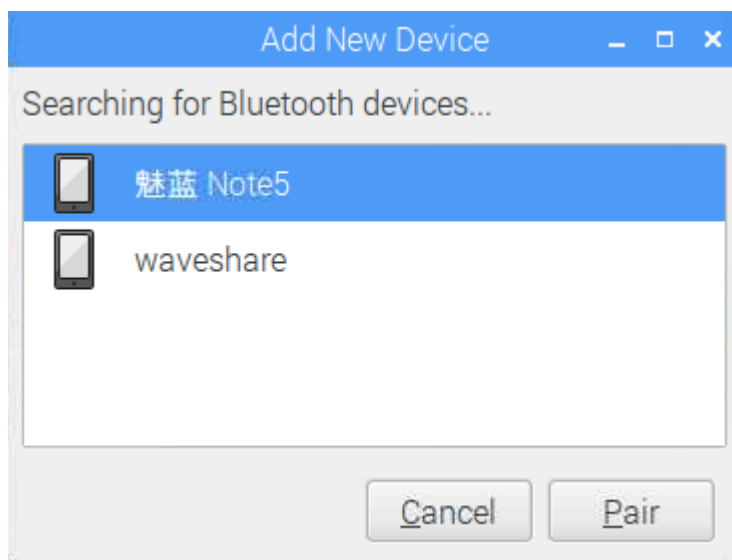 Add New Device
Searching for Bluetooth devices...
魅蓝 Note5
waveshare
Cancel Pair